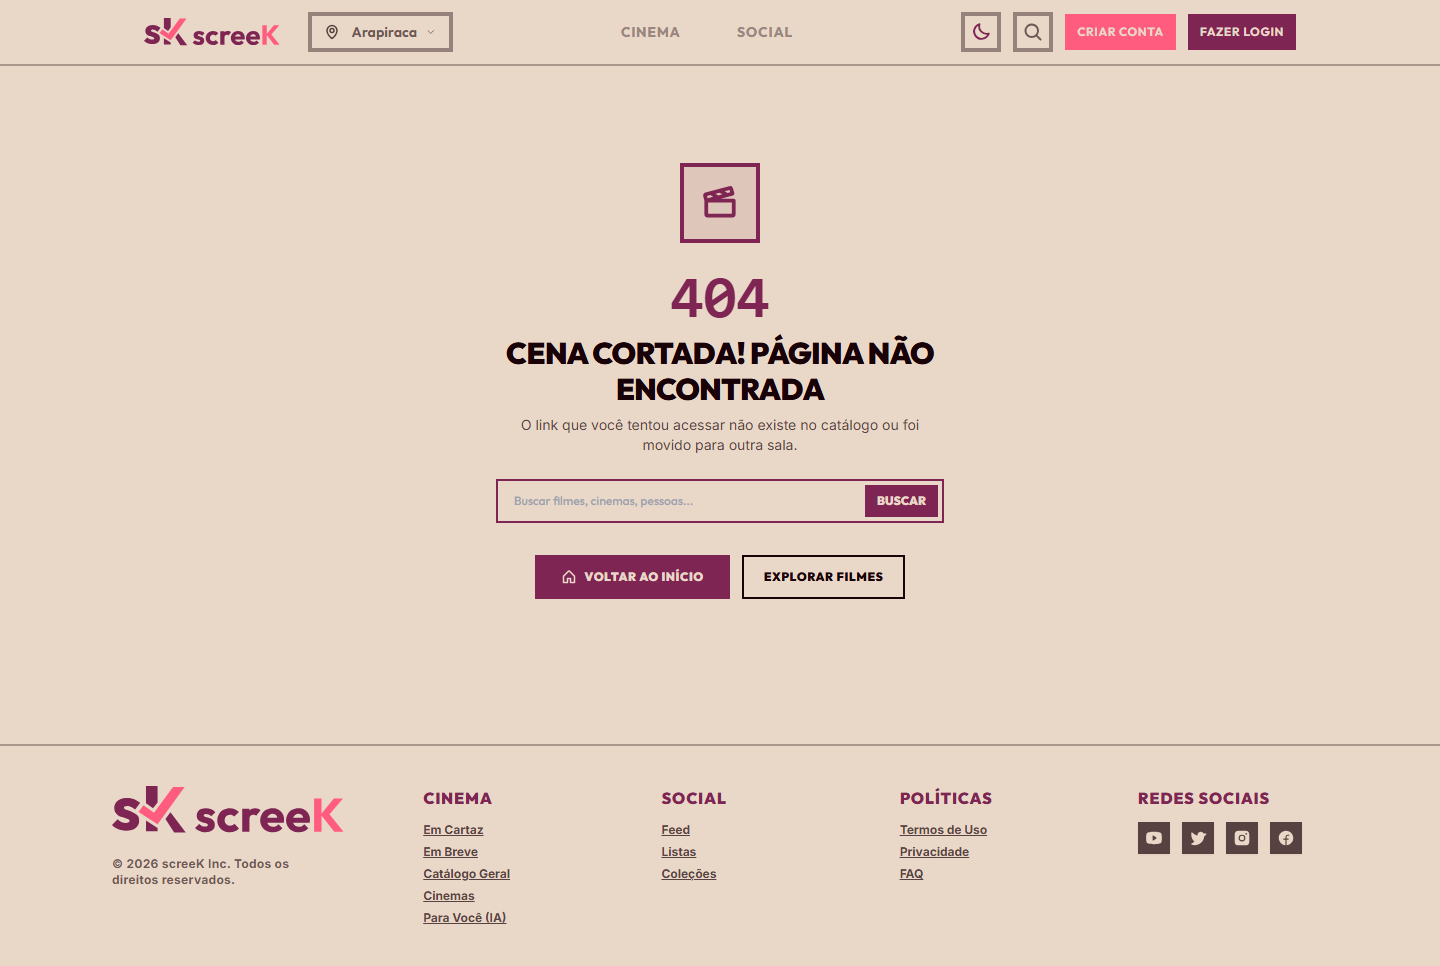 sK screeK
Arapiraca
CINEMA
SOCIAL
CRIAR CONTA
FAZER LOGIN
404
CENA CORTADA! PÁGINA NÃO
ENCONTRADA
O link que você tentou acessar não existe no catálogo ou foi
movido para outra sala.
Buscar filmes, cinemas, pessoas...
BUSCAR
VOLTAR AO INÍCIO
EXPLORAR FILMES
sK screeK
© 2026 screeK Inc. Todos os
direitos reservados.
CINEMA
Em Cartaz
Em Breve
Catálogo Geral
Cinemas
Para Você (IA)
SOCIAL
Feed
Listas
Coleções
POLÍTICAS
Termos de Uso
Privacidade
FAQ
REDES SOCIAIS